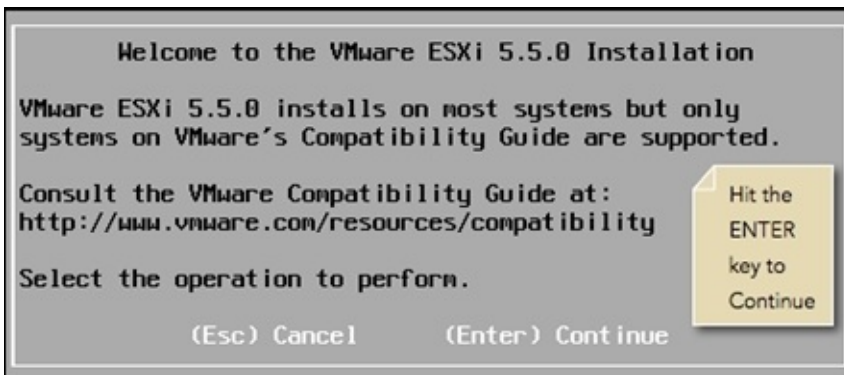 Welcome to the VMware ESXi 5.5.0 Installation
VMware ESXi 5.5.0 installs on most systems but only
systems on VMware's Compatibility Guide are supported.
Consult the VMware Compatibility Guide at:
http://www.vmware.com/resources/compatibility
Select the operation to perform.
(Esc) Cancel (Enter) Continue
Hit the
ENTER
key to
Continue